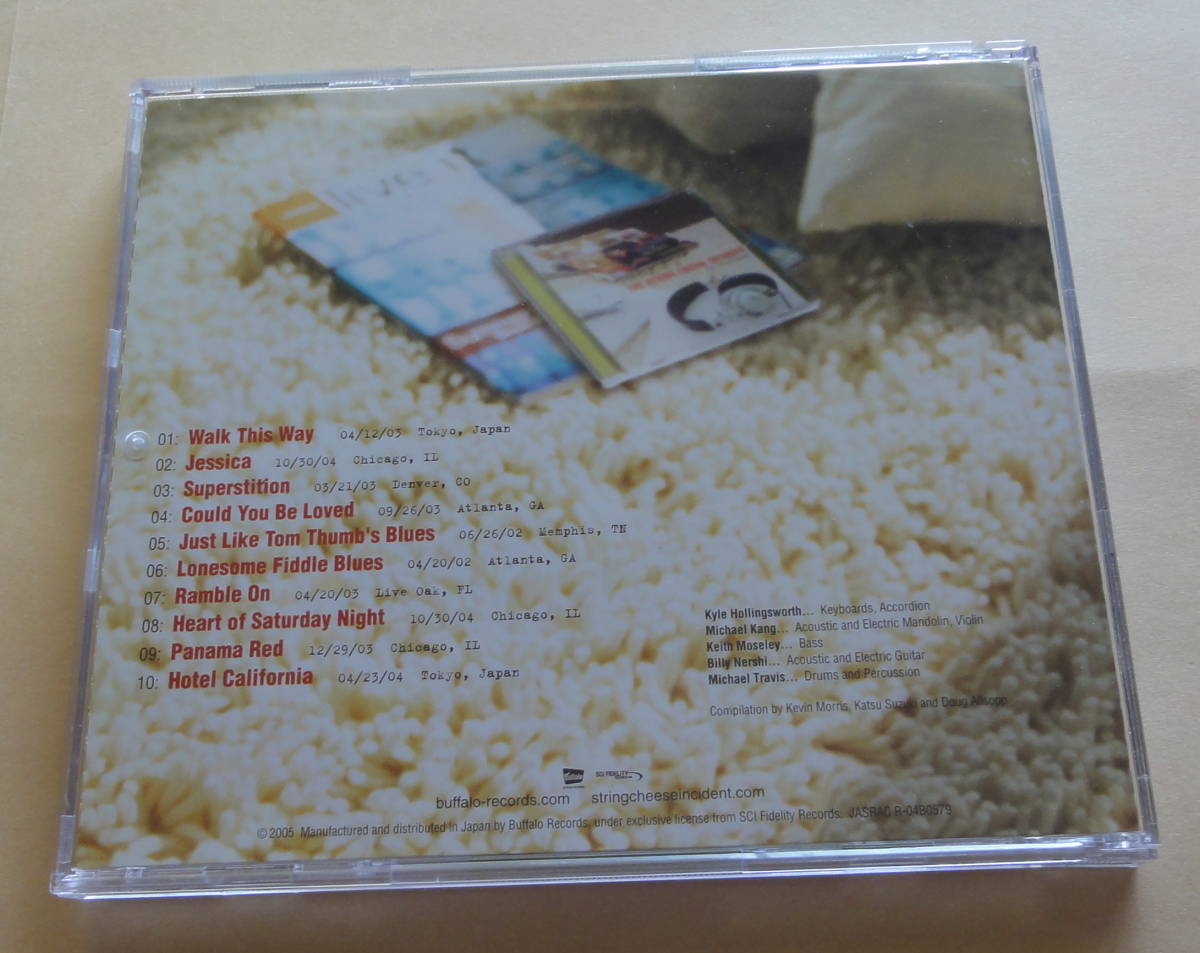 live
01: Walk This Way 04/12/03 Tokyo, Japan
02: Jessica 10/30/04 Chicago, IL
03: Superstition 03/21/03 Denver, CO
04: Could You Be Loved 09/26/03 Atlanta, GA
05: Just Like Tom Thumb's Blues 06/26/02 Memphis, TN
06: Lonesome Fiddle Blues 04/20/02 Atlanta, GA
07: Ramble On 04/20/03 Live Oak, FL
08: Heart of Saturday Night 10/30/04 Chicago, IL
09: Panama Red 12/29/03 Chicago, IL
10: Hotel California 04/23/04 Tokyo, Japan
Kyle Hollingsworth... Keyboards, Accordion
Michael Kang... Acoustic and Electric Mandolin, Violin
Keith Moseley... Bass
Billy Nershi... Acoustic and Electric Guitar
Michael Travis... Drums and Percussion
Compilation by Kevin Morris, Katsu Suzuki and Doug Allsopp
SCI FIDELITY
buffalo-records.com stringcheeseincident.com
©2005 Manufactured and distributed in Japan by Buffalo Records, under exclusive license from SCI Fidelity Records. JASRAC R-04B0579